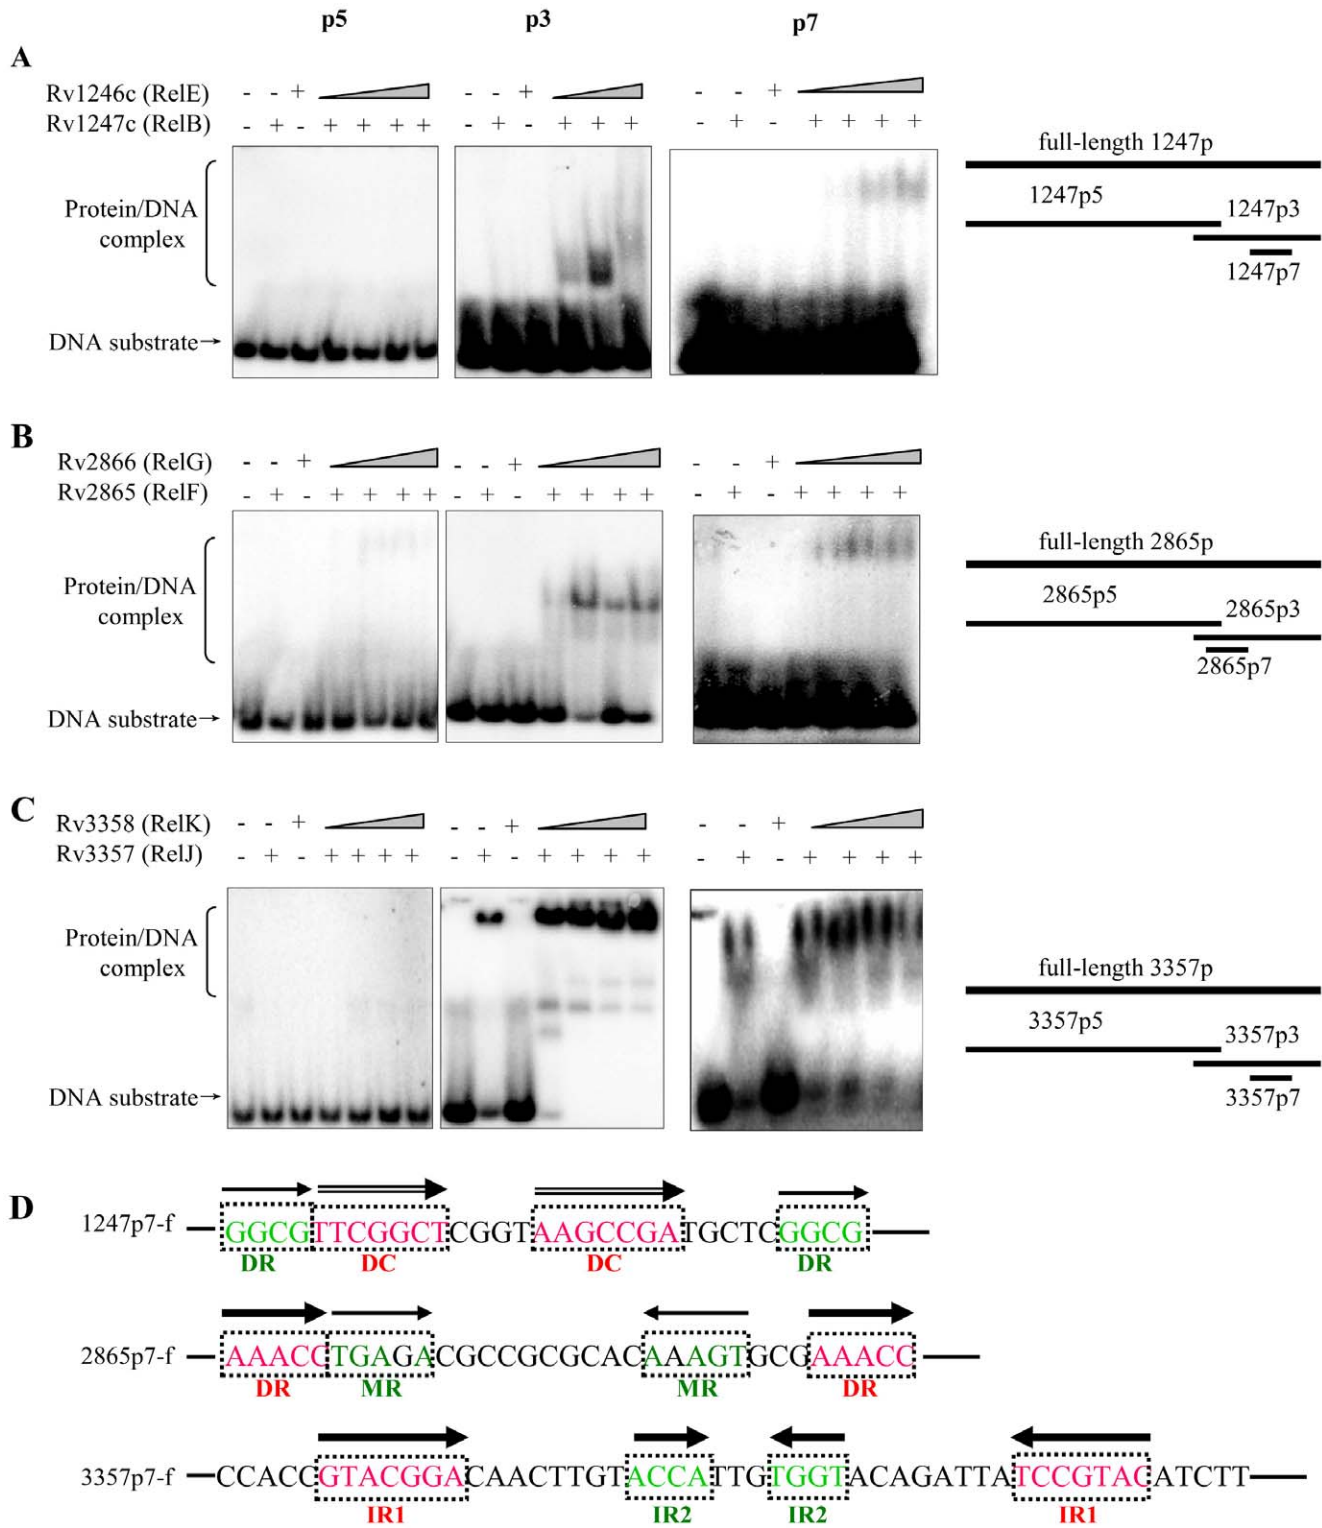 p5 p3 p7
A
Rv1246c (RelE) - - + - - + - - +
Rv1247c (RelB) - + - + + + + - + - + + + - + - + + + +
full-length 1247p
1247p5
1247p3
1247p7
Protein/DNA
complex
DNA substrate→
B
Rv2866 (RelG) - - + - - + - - +
Rv2865 (RelF) - + - + + + + - + - + + + + - + - + + + +
full-length 2865p
2865p5
2865p3
2865p7
Protein/DNA
complex
DNA substrate→
C
Rv3358 (RelK) - - + - - + - - +
Rv3357 (RelJ) - + - + + + + - + - + + + + - + - + + + +
full-length 3357p
3357p5
3357p3
3357p7
Protein/DNA
complex
DNA substrate→
D
1247p7-f GGCGTTCGGCTCGGTAAGCCGATGCTCGGCG
DR DC DC DR
2865p7-f AAACCTGAGACGCCGCGCACAAAGTGCGAAACC
DR MR MR DR
3357p7-f CCACCGTACGGACAACTTGTACCATTGTGGTACAGATTATCCGTACATCTT
IR1 IR2 IR2 IR1